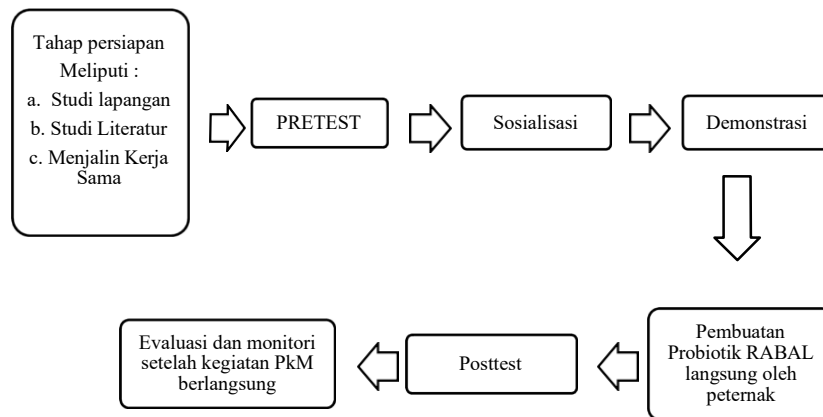 Tahap persiapan
Meliputi :
a. Studi lapangan
b. Studi Literatur
c. Menjalin Kerja
Sama
PRETEST
Sosialisasi
Demonstrasi
Pembuatan
Probiotik RABAL
langsung oleh
peternak
Posttest
Evaluasi dan monitori
setelah kegiatan PkM
berlangsung